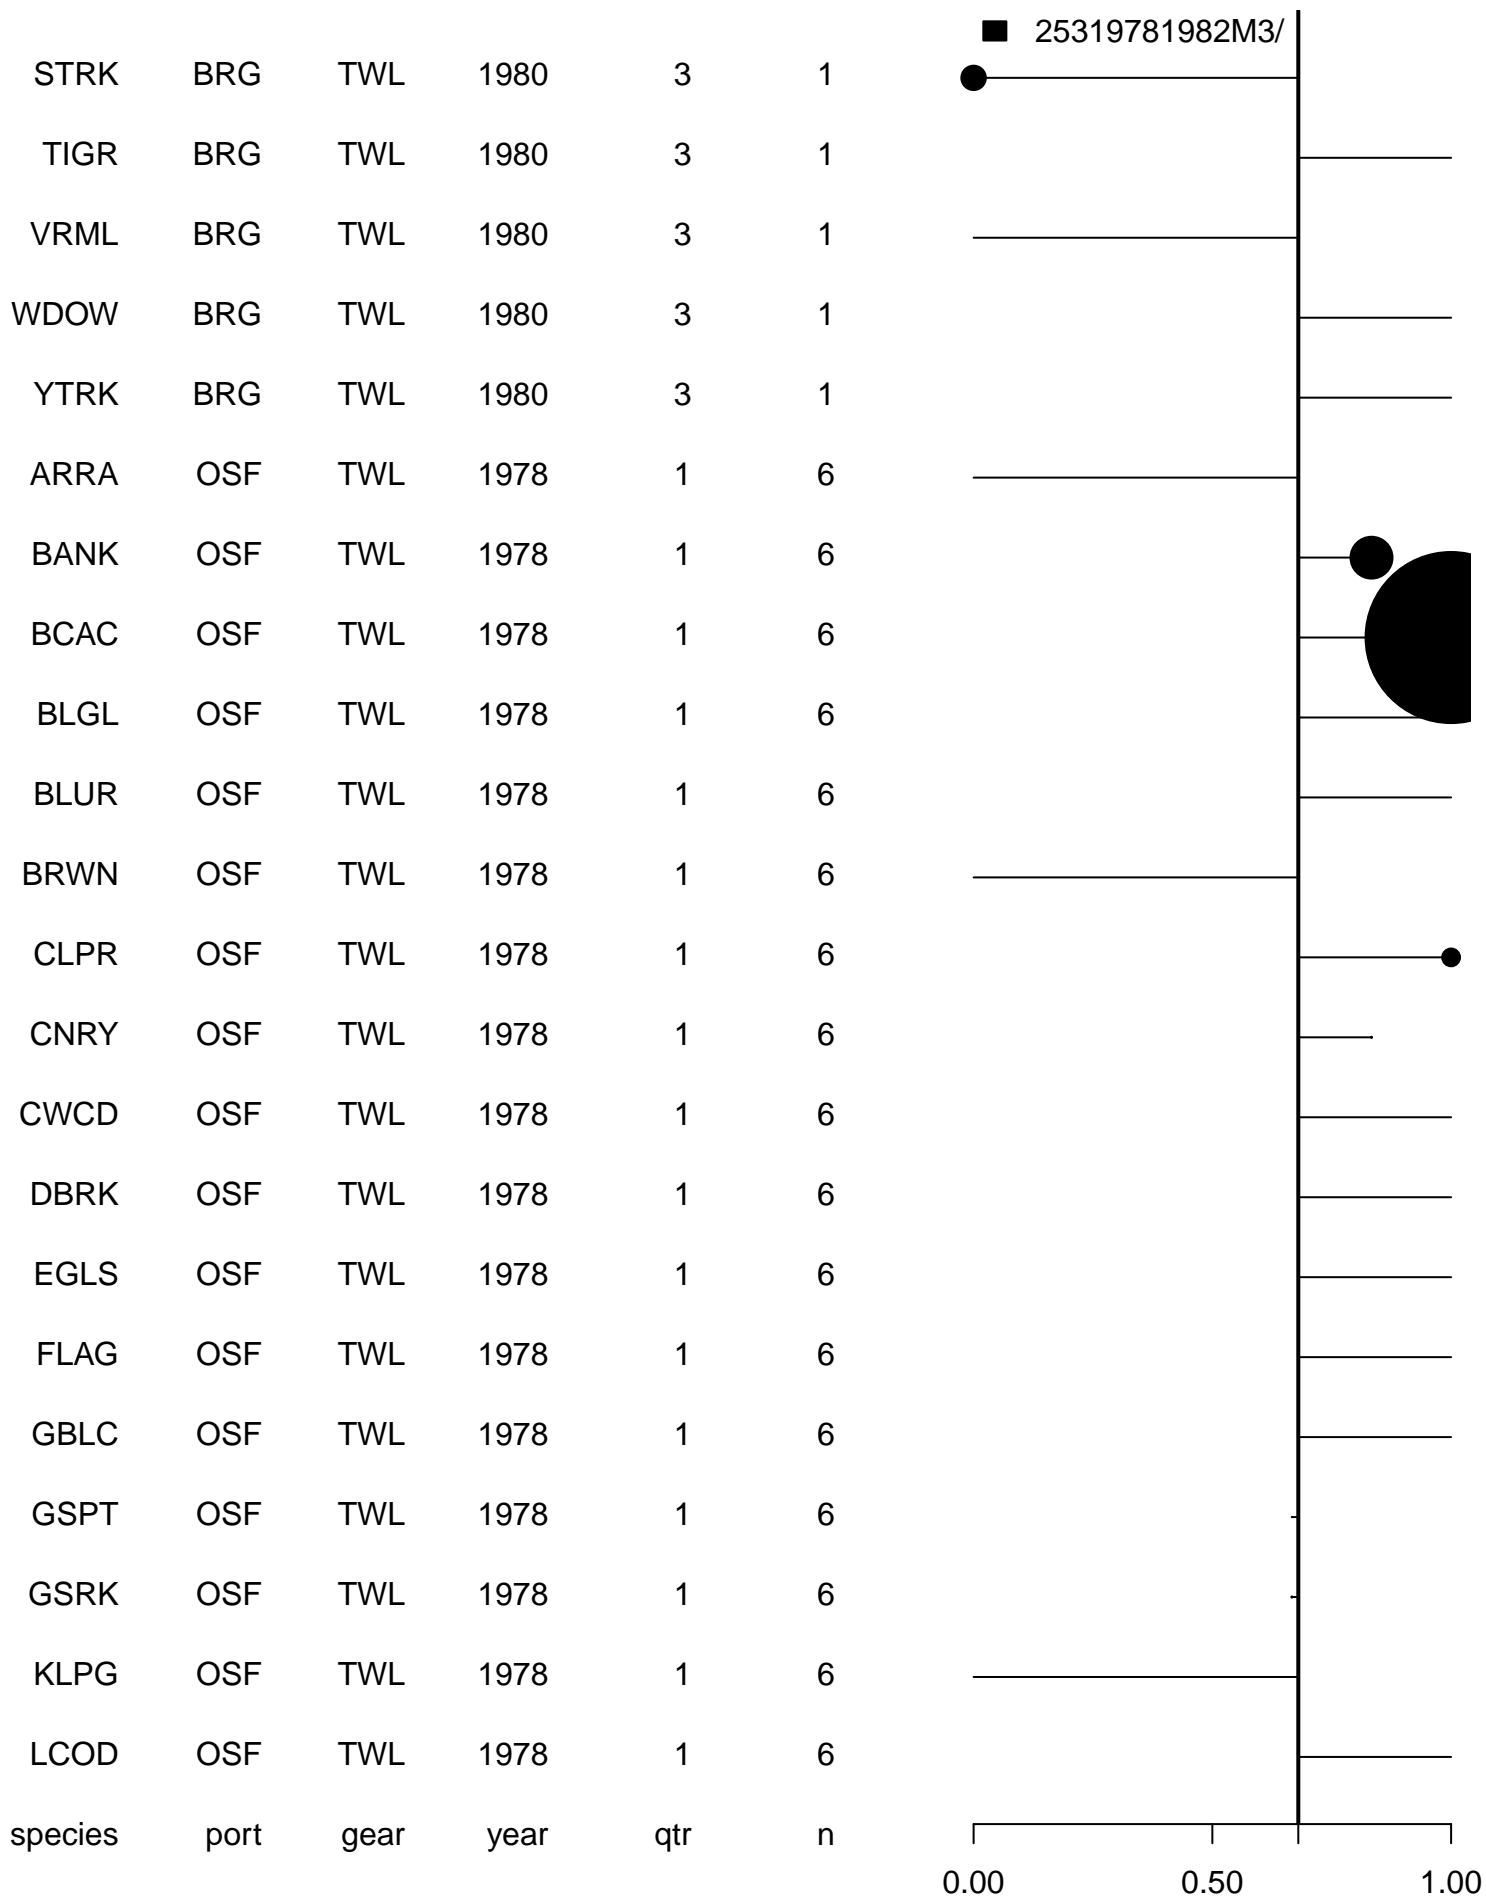 25319781982M3/
STRK BRG TWL 1980 3 1
TIGR BRG TWL 1980 3 1
VRML BRG TWL 1980 3 1
WDOW BRG TWL 1980 3 1
YTRK BRG TWL 1980 3 1
ARRA OSF TWL 1978 1 6
BANK OSF TWL 1978 1 6
BCAC OSF TWL 1978 1 6
BLGL OSF TWL 1978 1 6
BLUR OSF TWL 1978 1 6
BRWN OSF TWL 1978 1 6
CLPR OSF TWL 1978 1 6
CNRY OSF TWL 1978 1 6
CWCD OSF TWL 1978 1 6
DBRK OSF TWL 1978 1 6
EGLS OSF TWL 1978 1 6
FLAG OSF TWL 1978 1 6
GBLC OSF TWL 1978 1 6
GSPT OSF TWL 1978 1 6
GSRK OSF TWL 1978 1 6
KLPG OSF TWL 1978 1 6
LCOD OSF TWL 1978 1 6
species port gear year qtr n
0.00 0.50 1.00